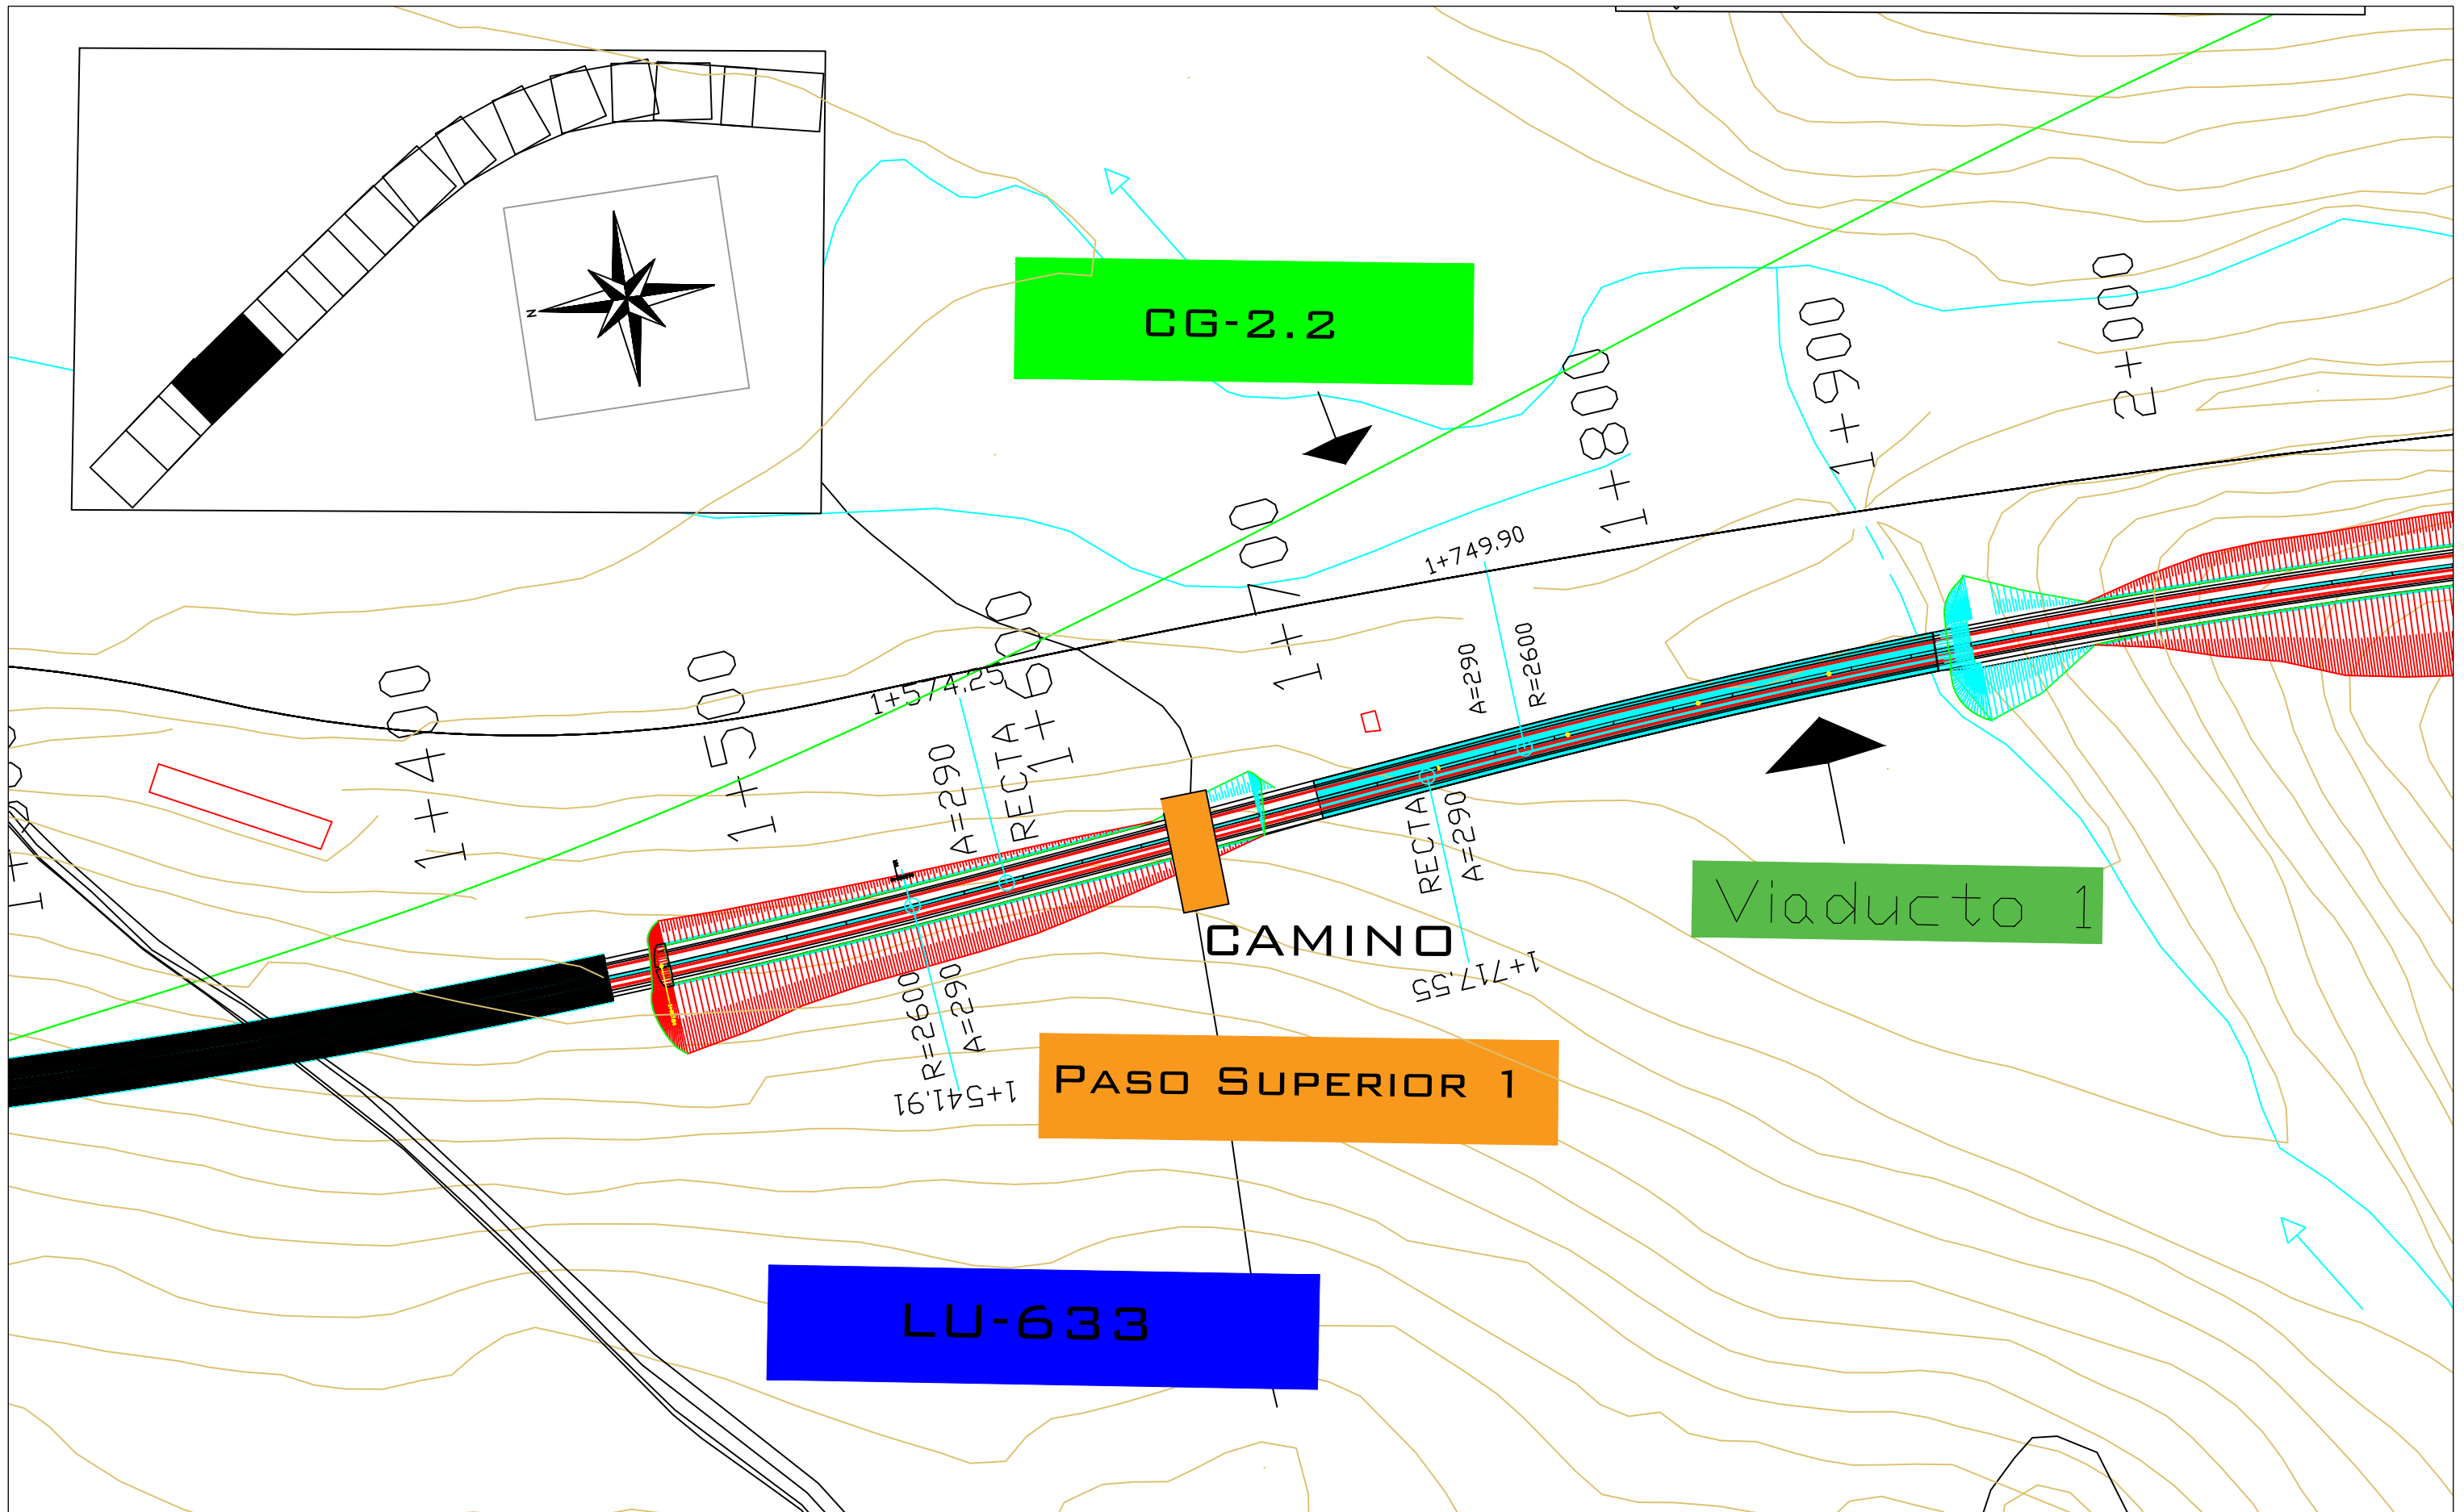 N
CG-2.2
2+000
1+900
1+800
1+700
1+749,90
1+600
1+574,25
1+500
1+400
A=290
R=2600
A=290
RECTA
RECTA
A=290
Viaducto 1
CAMINO
1+717,55
R=2600
A=290
1+541,91
PASO SUPERIOR 1
LU-633